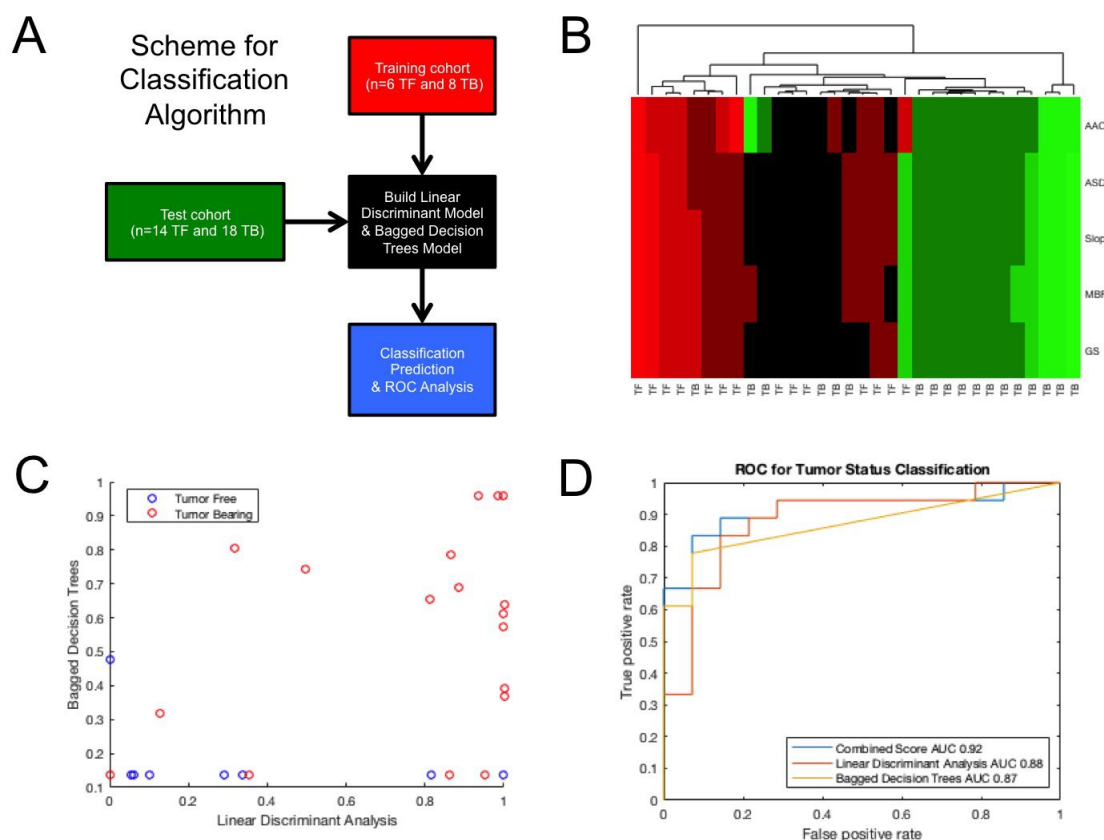 A
Scheme for
Classification
Algorithm
Training cohort
(n=6 TF and 8 TB)
Test cohort
(n=14 TF and 18 TB)
Build Linear
Discriminant Model
& Bagged Decision
Trees Model
Classification
Prediction
& ROC Analysis
B
AAC
ASD
Slop
MBF
GS
TF TF TF TF TB TF TF TF TB TB TF TF TF TB TB TB TF TF TF TF TB TB TB TB TB TB TB TB TB TB TB TB
C
Tumor Free
Tumor Bearing
1
0.9
0.8
0.7
0.6
0.5
0.4
0.3
0.2
0.1
Bagged Decision Trees
0 0.2 0.4 0.6 0.8 1
Linear Discriminant Analysis
D
ROC for Tumor Status Classification
1
0.9
0.8
0.7
0.6
0.5
0.4
0.3
0.2
0.1
0
True positive rate
Combined Score AUC 0.92
Linear Discriminant Analysis AUC 0.88
Bagged Decision Trees AUC 0.87
0 0.2 0.4 0.6 0.8 1
False positive rate